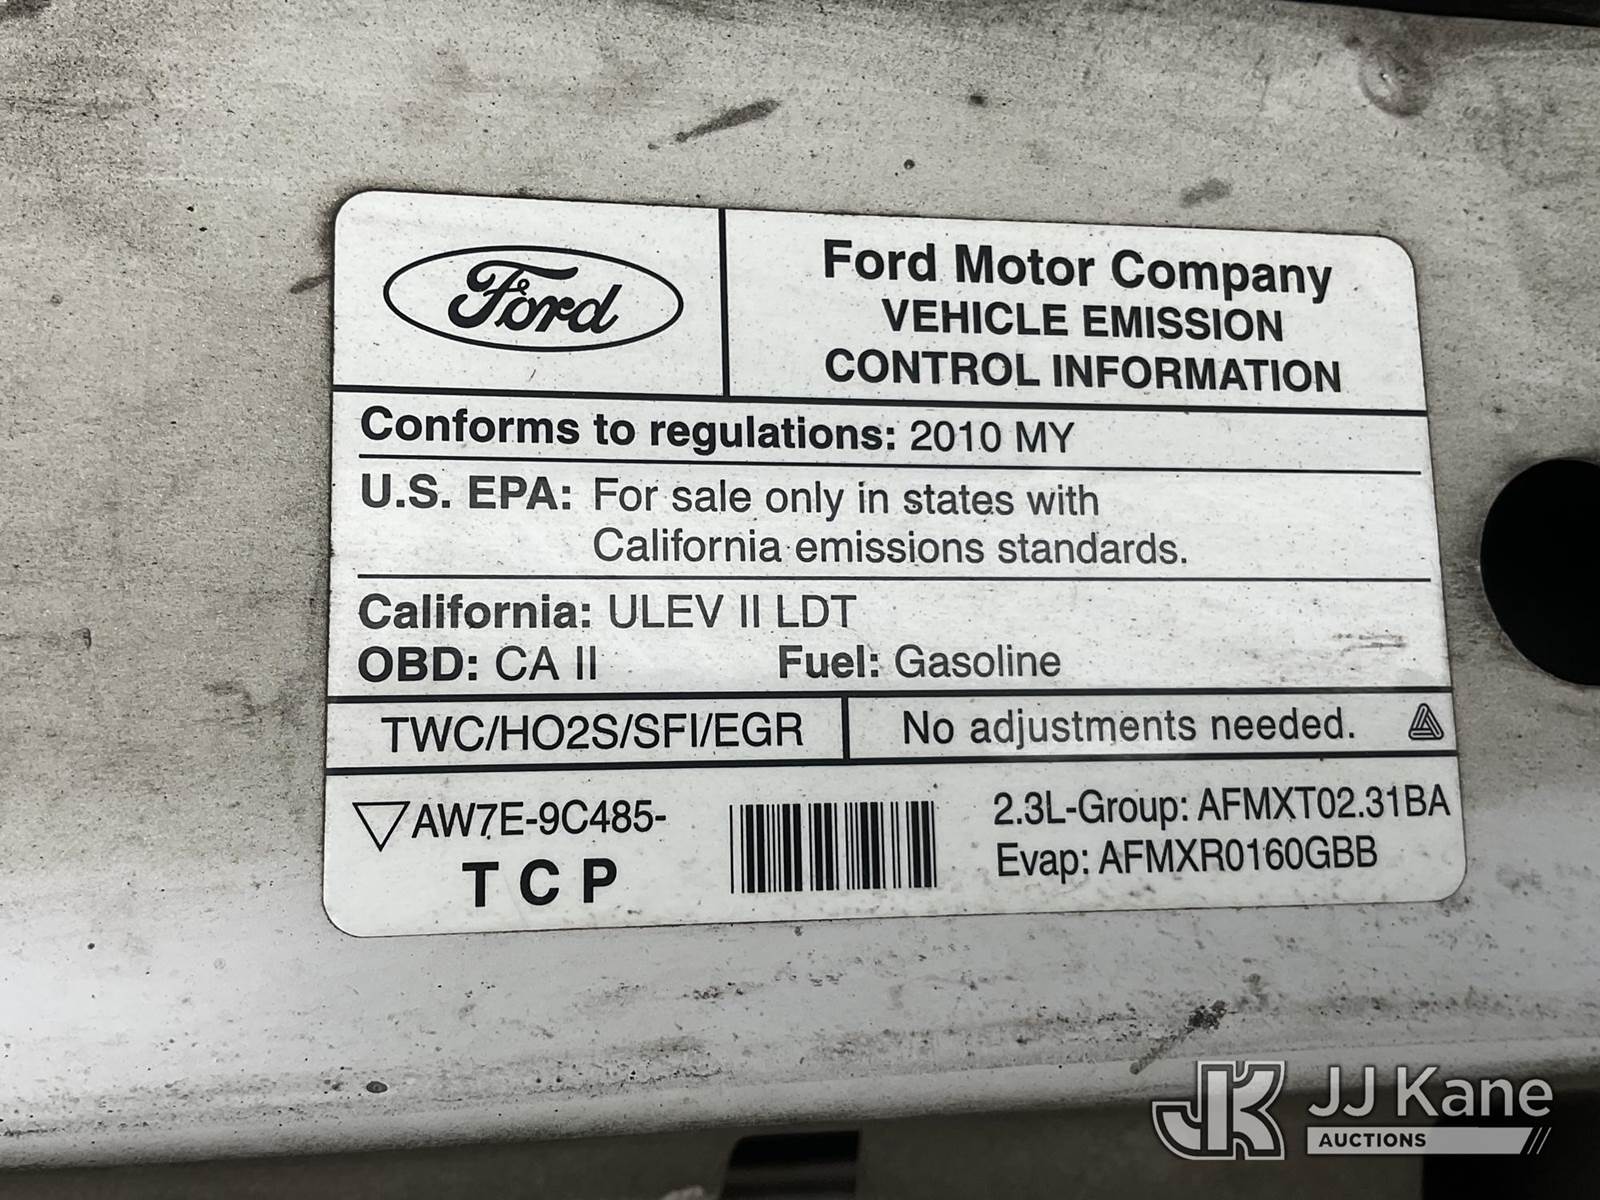 Ford
Ford Motor Company
VEHICLE EMISSION
CONTROL INFORMATION
Conforms to regulations: 2010 MY
U.S. EPA: For sale only in states with
California emissions standards.
California: ULEV II LDT
OBD: CA II Fuel: Gasoline
TWC/HO2S/SFI/EGR No adjustments needed.
AW7E-9C485-
T C P
2.3L-Group: AFMXT02.31BA
Evap: AFMXR0160GBB
JK JJ Kane
AUCTIONS